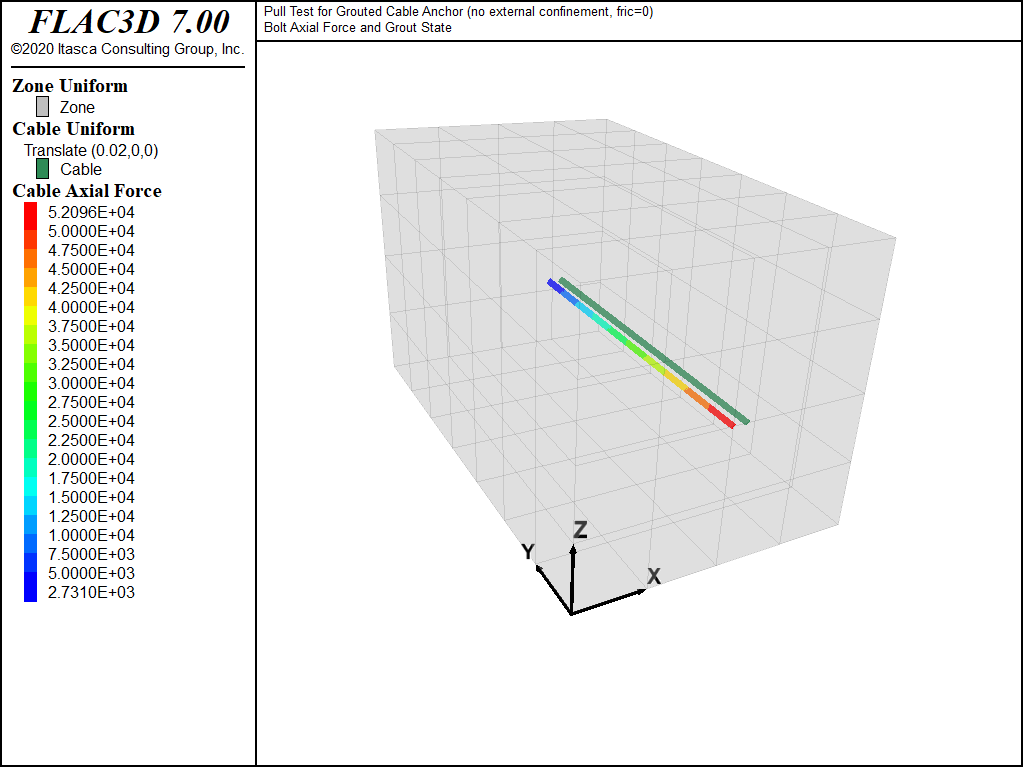 FLAC3D 7.00
©2020 Itasca Consulting Group, Inc.
Zone Uniform
Zone
Cable Uniform
Translate (0.02,0,0)
Cable
Cable Axial Force
5.2096E+04
5.0000E+04
4.7500E+04
4.5000E+04
4.2500E+04
4.0000E+04
3.7500E+04
3.5000E+04
3.2500E+04
3.0000E+04
2.7500E+04
2.5000E+04
2.2500E+04
2.0000E+04
1.7500E+04
1.5000E+04
1.2500E+04
1.0000E+04
7.5000E+03
5.0000E+03
2.7310E+03
Pull Test for Grouted Cable Anchor (no external confinement, fric=0)
Bolt Axial Force and Grout State
Z
Y
X